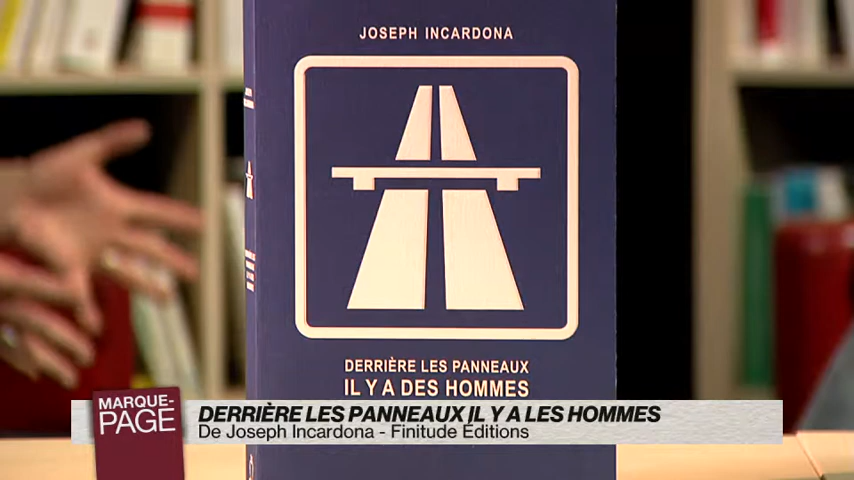 JOSEPH INCARDONA
DERRIÈRE LES PANNEAUX
IL Y A DES HOMMES
MARQUE-
PAGE
DERRIÈRE LES PANNEAUX IL Y A LES HOMMES
De Joseph Incardona - Finitude Editions